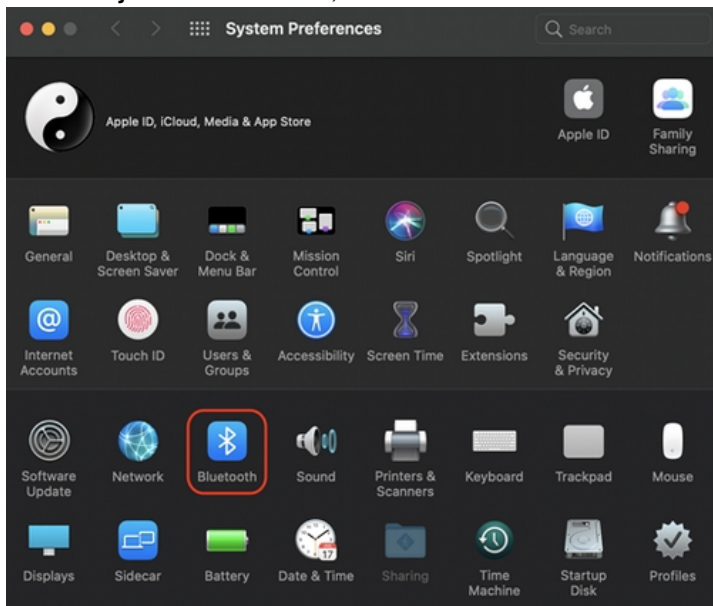 System Preferences
Search
Apple ID, iCloud, Media & App Store
Apple ID
Family
Sharing
General
Desktop &
Screen Saver
Dock &
Menu Bar
Mission
Control
Siri
Spotlight
Language
& Region
Notifications
Internet
Accounts
Touch ID
Users &
Groups
Accessibility
Screen Time
Extensions
Security
& Privacy
Software
Update
Network
Bluetooth
Sound
Printers &
Scanners
Keyboard
Trackpad
Mouse
Displays
Sidecar
Battery
JUL
17
Date & Time
Sharing
Time
Machine
Startup
Disk
Profiles